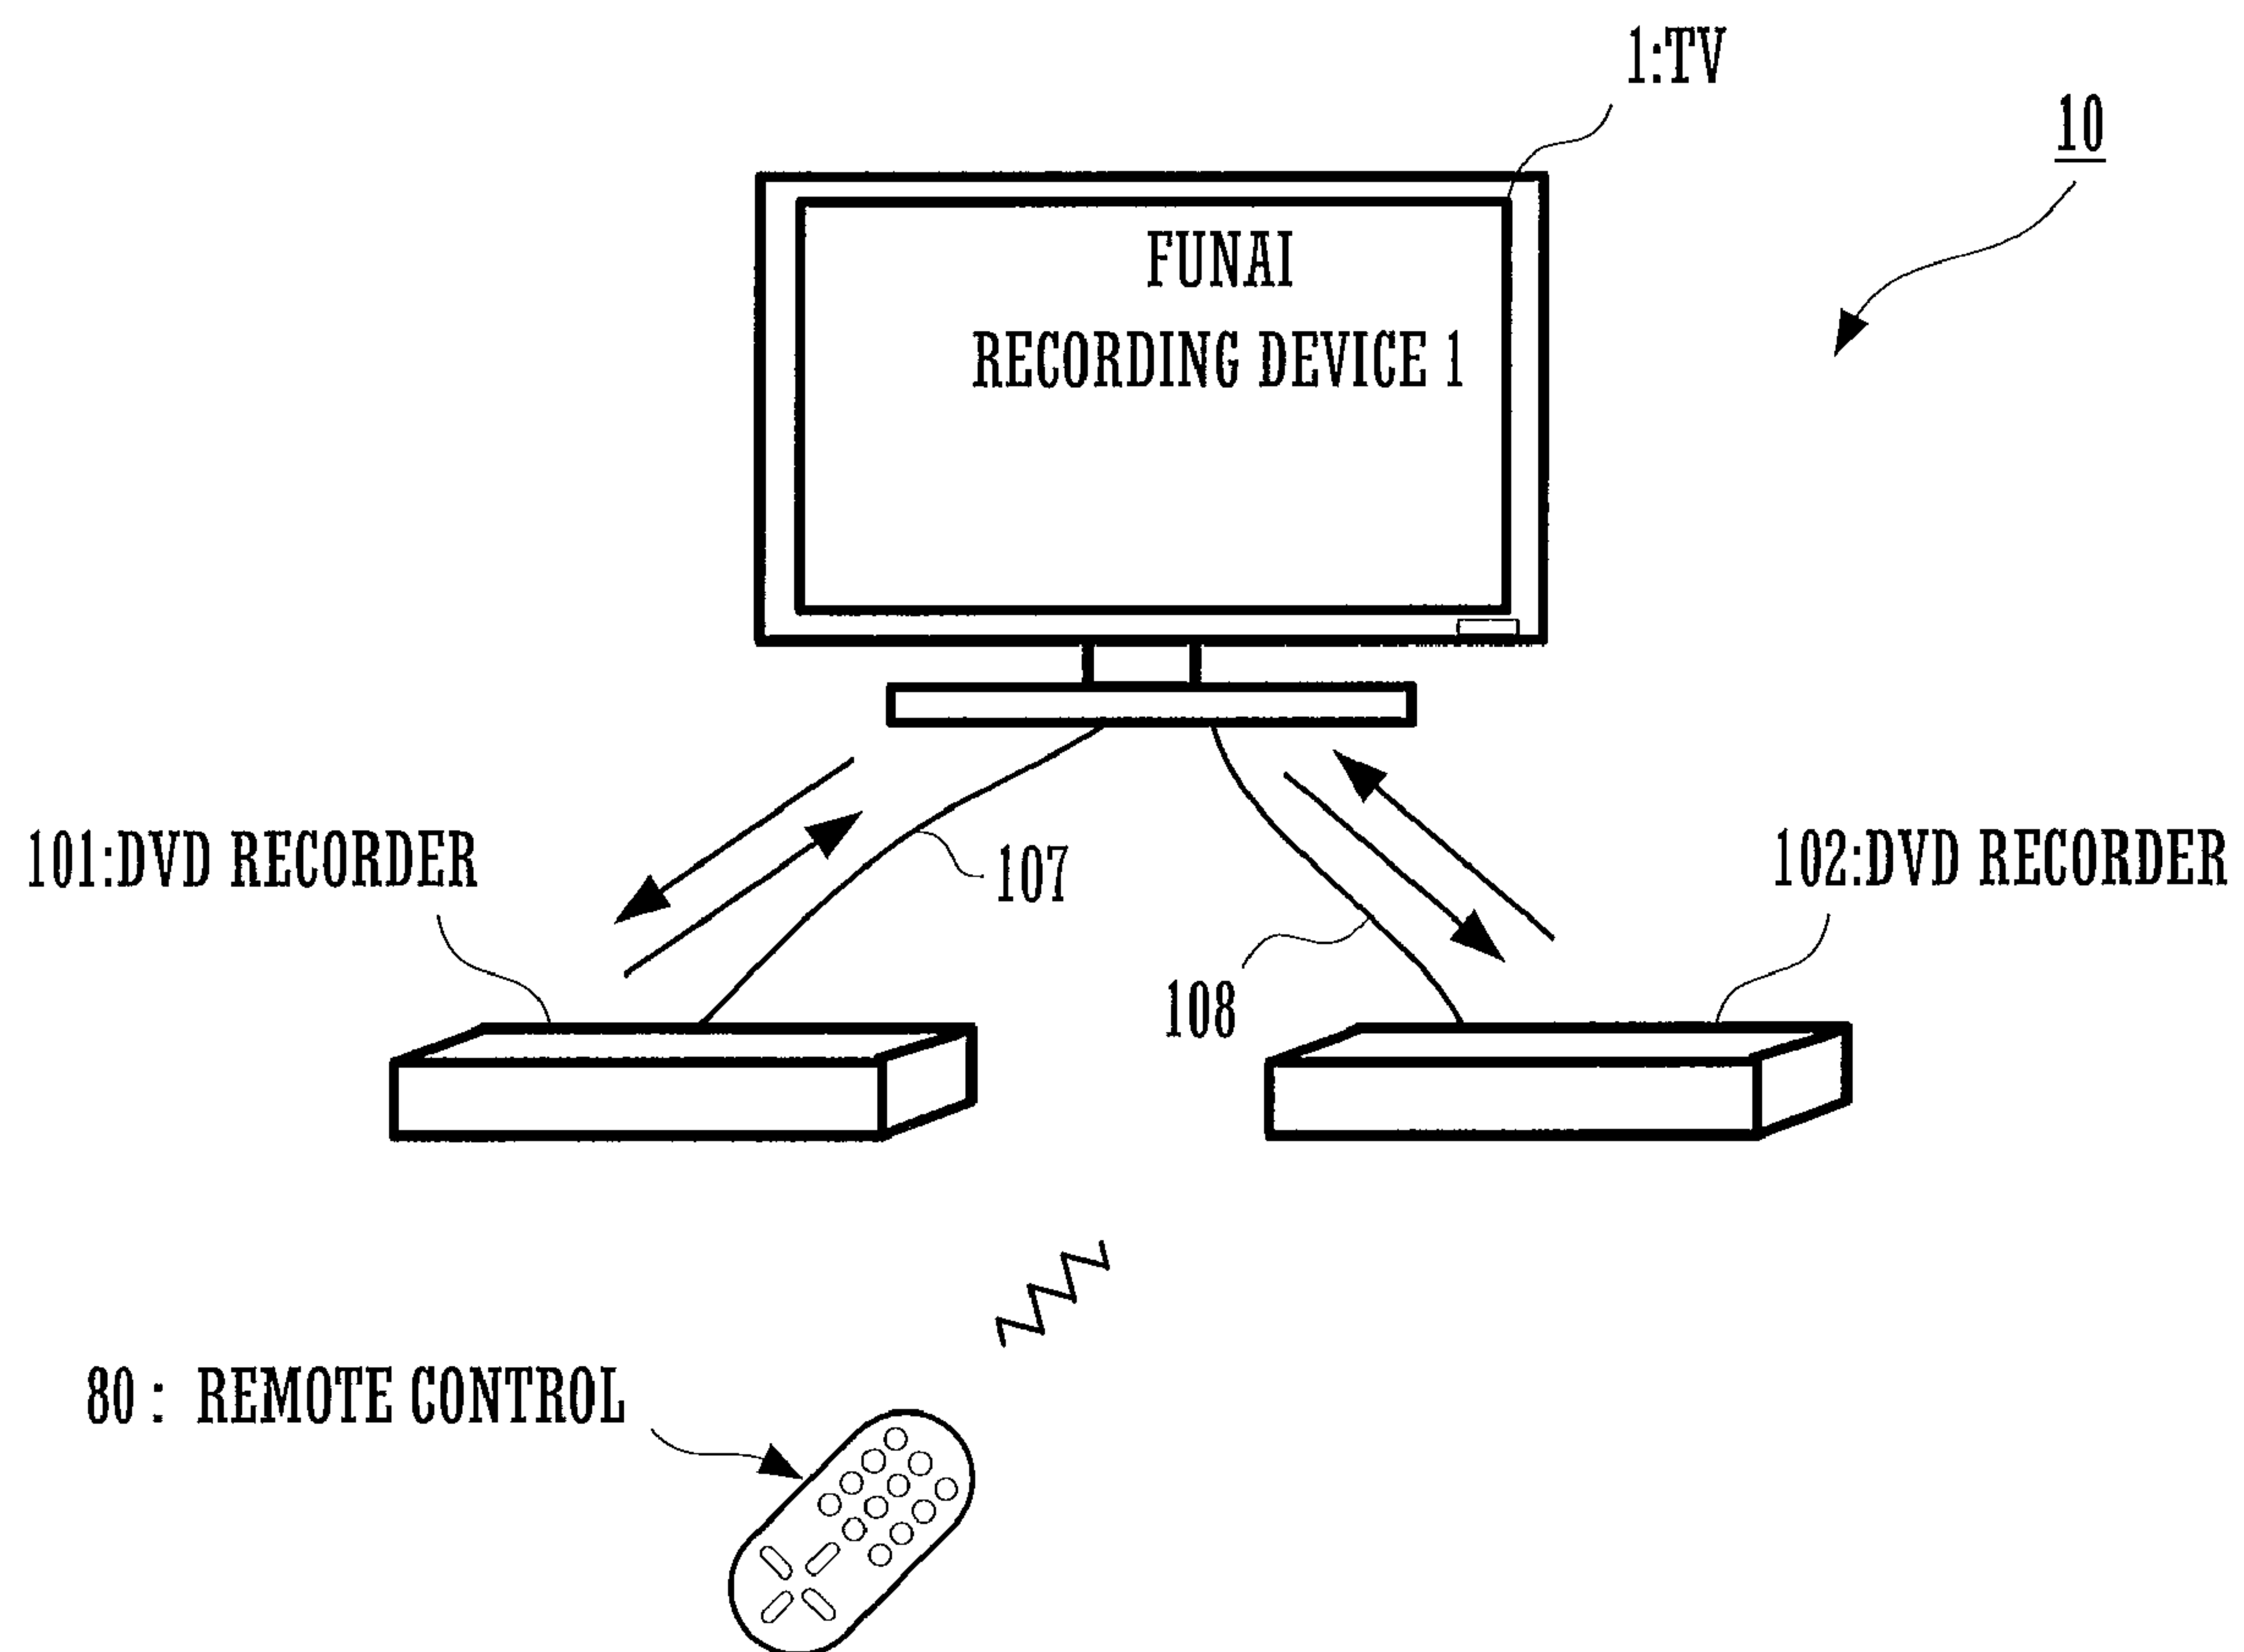 1:TV
10
FUNAI
RECORDING DEVICE 1
101:DVD RECORDER
107
102:DVD RECORDER
108
80 : REMOTE CONTROL